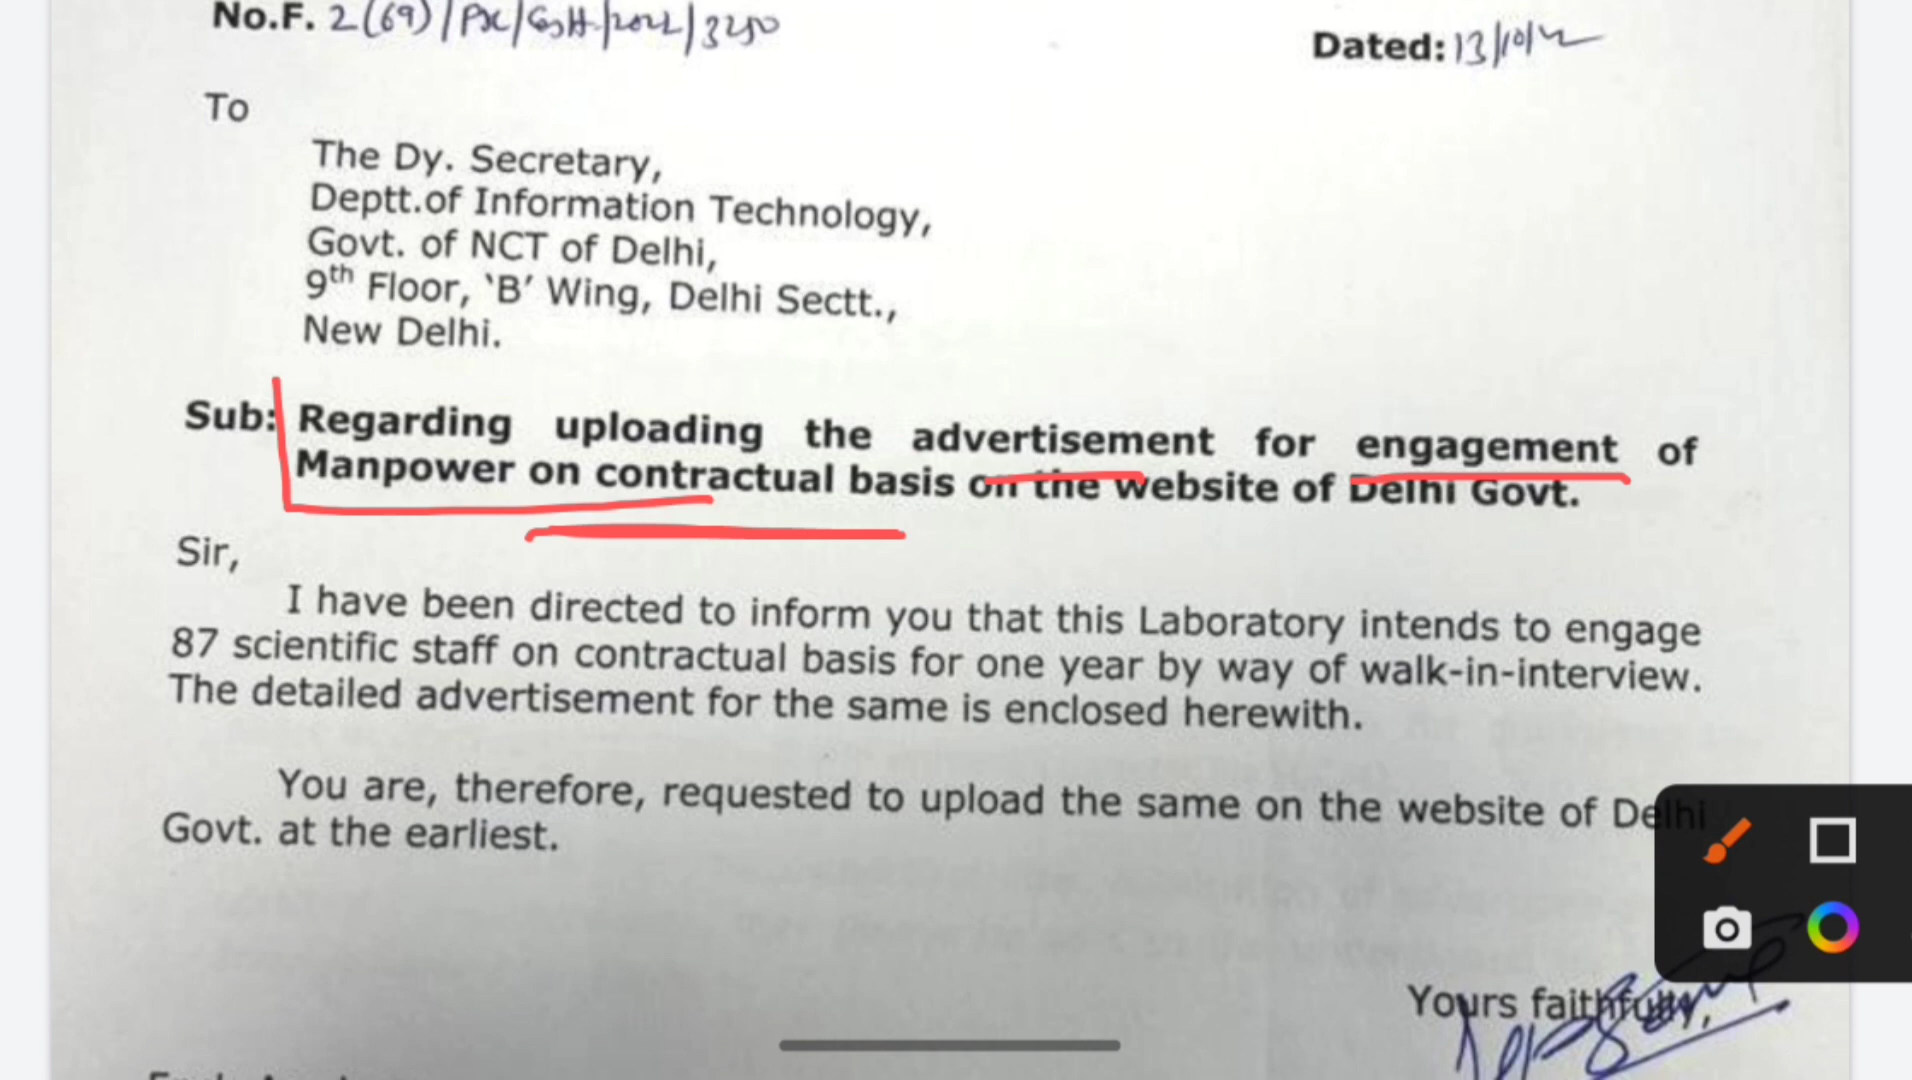 No.F. 2(69)/
Dated: 13/10/22
To
The Dy. Secretary,
Deptt.of Information Technology,
Govt. of NCT of Delhi,
9th Floor, ‘B’ Wing, Delhi Sectt.,
New Delhi.
Sub: Regarding uploading the advertisement for engagement of
Manpower on contractual basis on the website of Delhi Govt.
Sir,
I have been directed to inform you that this Laboratory intends to engage
87 scientific staff on contractual basis for one year by way of walk-in-interview.
The detailed advertisement for the same is enclosed herewith.
You are, therefore, requested to upload the same on the website of Delhi
Govt. at the earliest.
Yours faithfully,